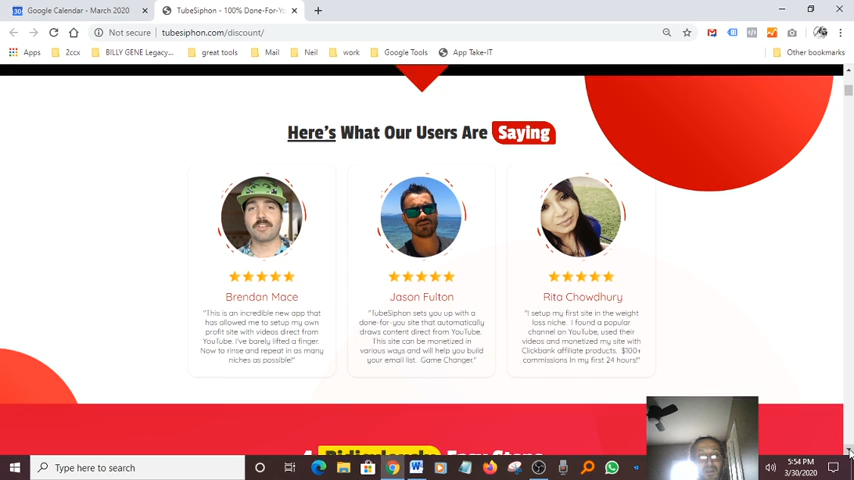 Google Calendar - March 2020
TubeSiphon - 100% Done-For-Yo
Not secure
tubesiphon.com/discount/
Apps
2ccx
BILLY GENE Legacy...
great tools
Mail
Neil
work
Google Tools
App Take-IT
Other bookmarks
Here's What Our Users Are Saying
Brendan Mace
"This is an incredible new app that
has allowed me to setup my own
profit site with videos direct from
YouTube. I've barely lifted a finger.
Now to rinse and repeat in as many
niches as possible!"
Jason Fulton
"TubeSiphon sets you up with a
done-for-you site that automatically
draws content direct from YouTube.
This site can be monetized in
various ways and will help you build
your email list. Game Changer."
Rita Chowdhury
"I setup my first site in the weight
loss niche. I found a popular
channel on YouTube, used their
videos and monetized my site with
Clickbank affiliate products. $100+
commissions in my first 24 hours!"
4 Ridiculously Easy Steps
Type here to search
5:54 PM
3/30/2020